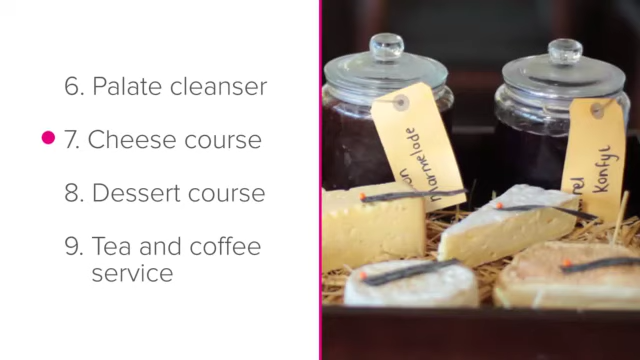 6. Palate cleanser
7. Cheese course
8. Dessert course
9. Tea and coffee
service
marmelade
Konfyt